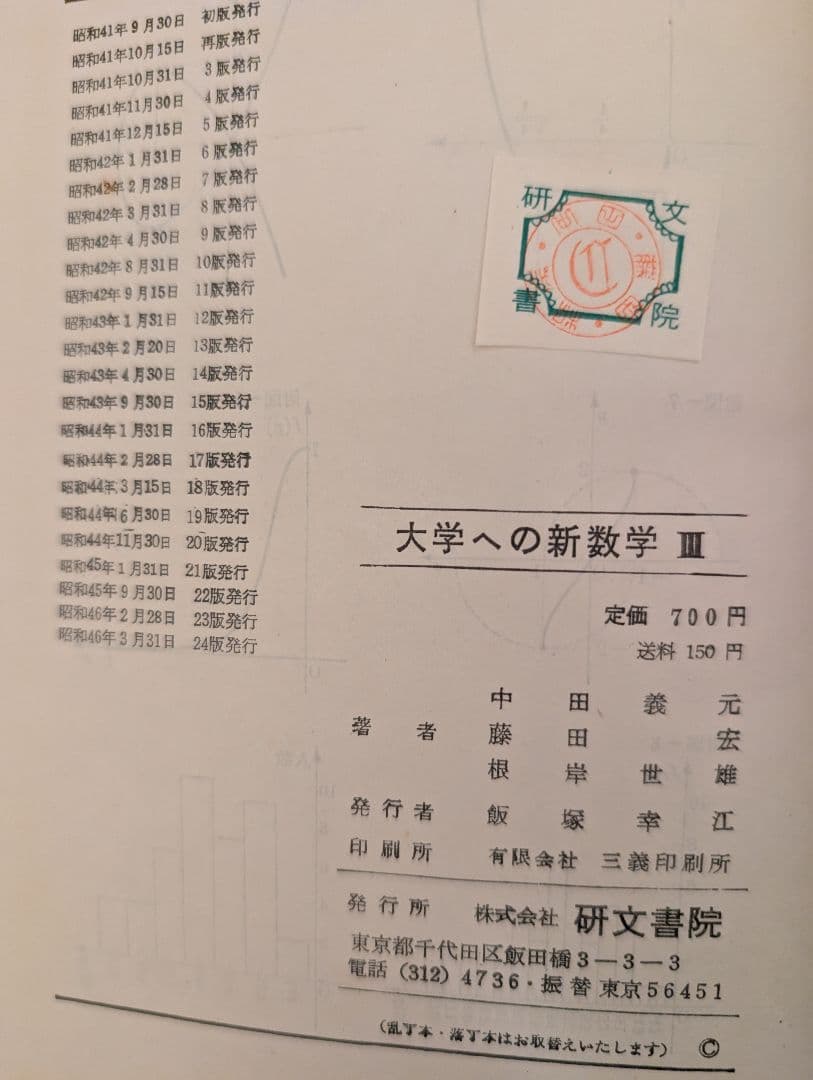 昭和41年9月30日 初版発行
昭和41年10月15日 再版発行
昭和41年10月31日 3版発行
昭和41年11月30日 4版発行
昭和41年12月15日 5版発行
昭和42年1月31日 6版発行
昭和42年2月28日 7版発行
昭和42年3月31日 8版発行
昭和42年4月30日 9版発行
昭和42年8月31日 10版発行
昭和42年9月15日 11版発行
昭和43年1月31日 12版発行
昭和43年2月20日 13版発行
昭和43年4月30日 14版発行
昭和43年9月30日 15版発行
昭和44年1月31日 16版発行
昭和44年2月28日 17版発行
昭和44年3月15日 18版発行
昭和44年6月30日 19版発行
昭和44年11月30日 20版発行
昭和45年1月31日 21版発行
昭和45年9月30日 22版発行
昭和46年2月28日 23版発行
昭和46年3月31日 24版発行
研文
書院
大学への新数学 Ⅲ
定価 700円
送料 150円
著者 中田義元
藤田宏
根岸世雄
発行者 飯塚幸江
印刷所 有限会社 三義印刷所
発行所 株式会社 研文書院
東京都千代田区飯田橋3―3―3
電話 (312) 4736・振替 東京56451
(乱丁本・落丁本はお取替えいたします) ©